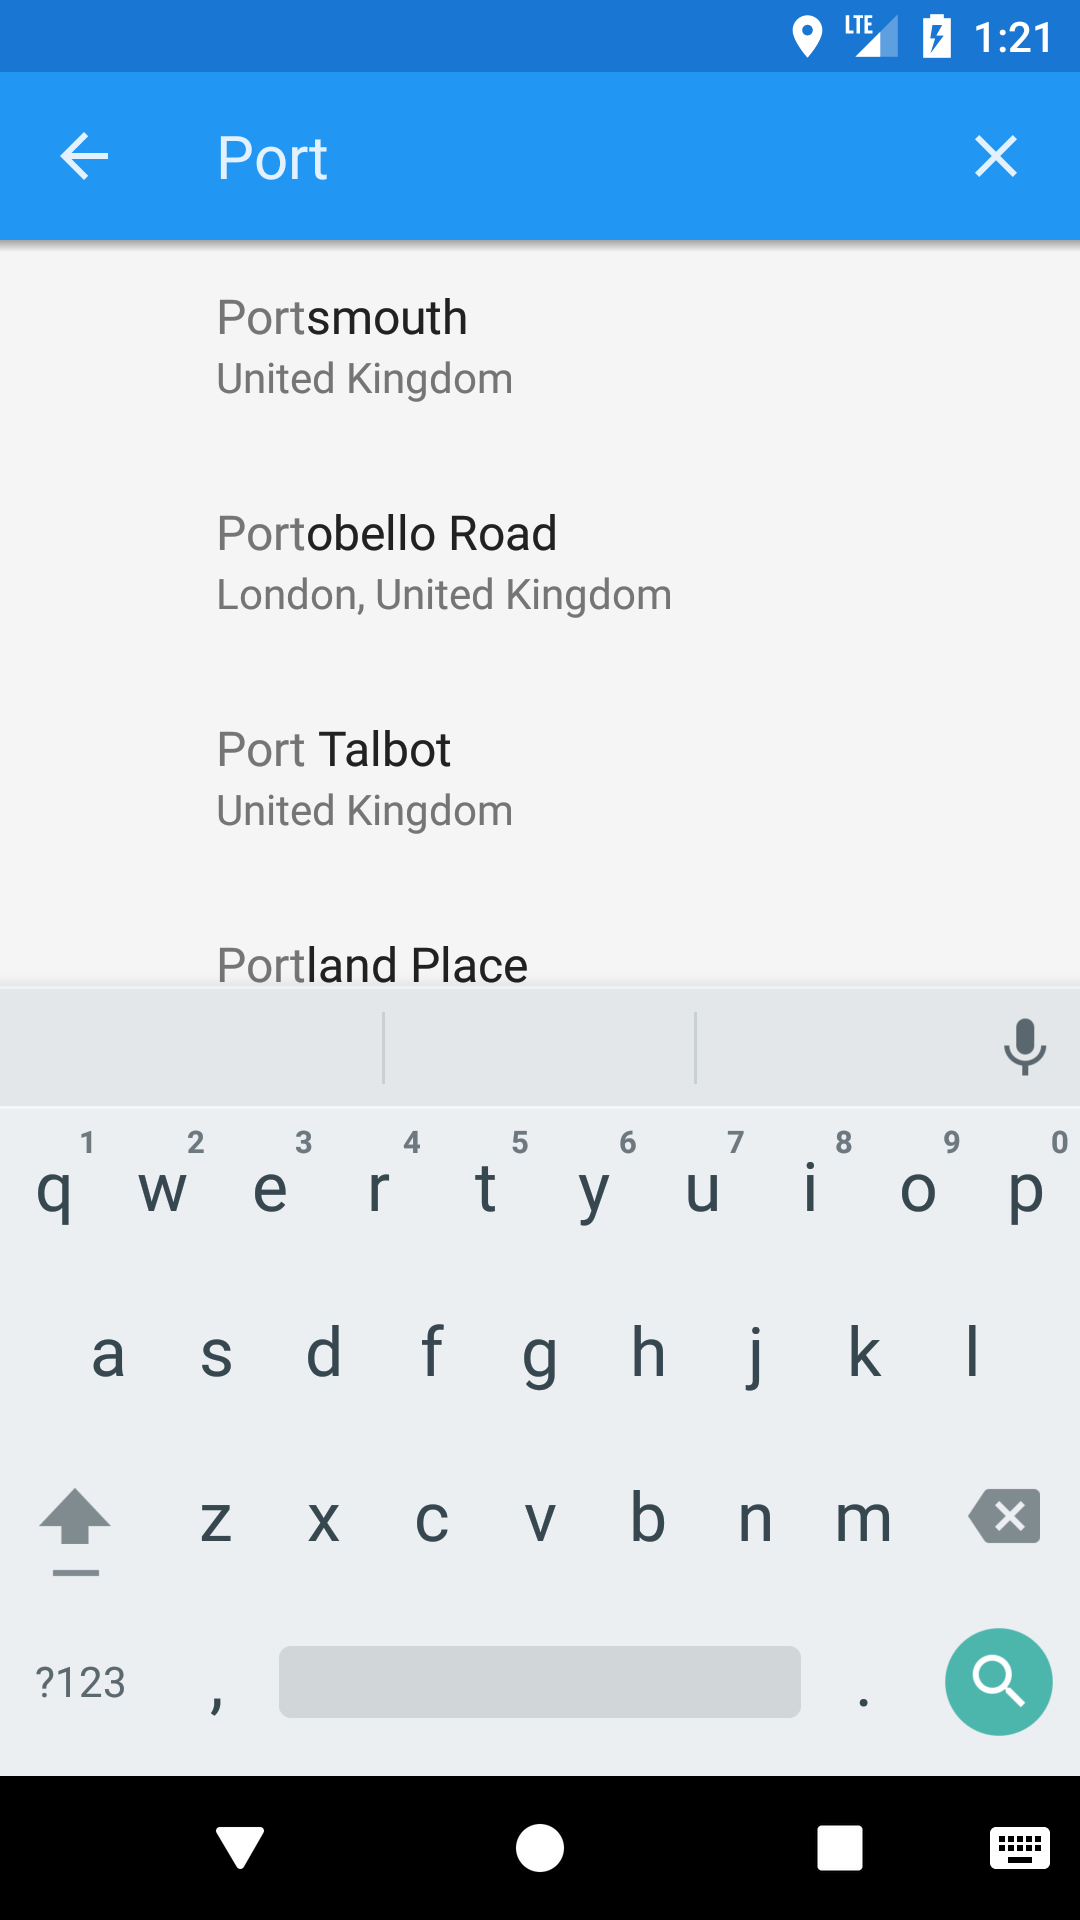 LTE 1:21
Port
Portsmouth
United Kingdom
Portobello Road
London, United Kingdom
Port Talbot
United Kingdom
Portland Place
1 2 3 4 5 6 7 8 9 0
q w e r t y u i o p
a s d f g h j k l
z x c v b n m
?123 , .